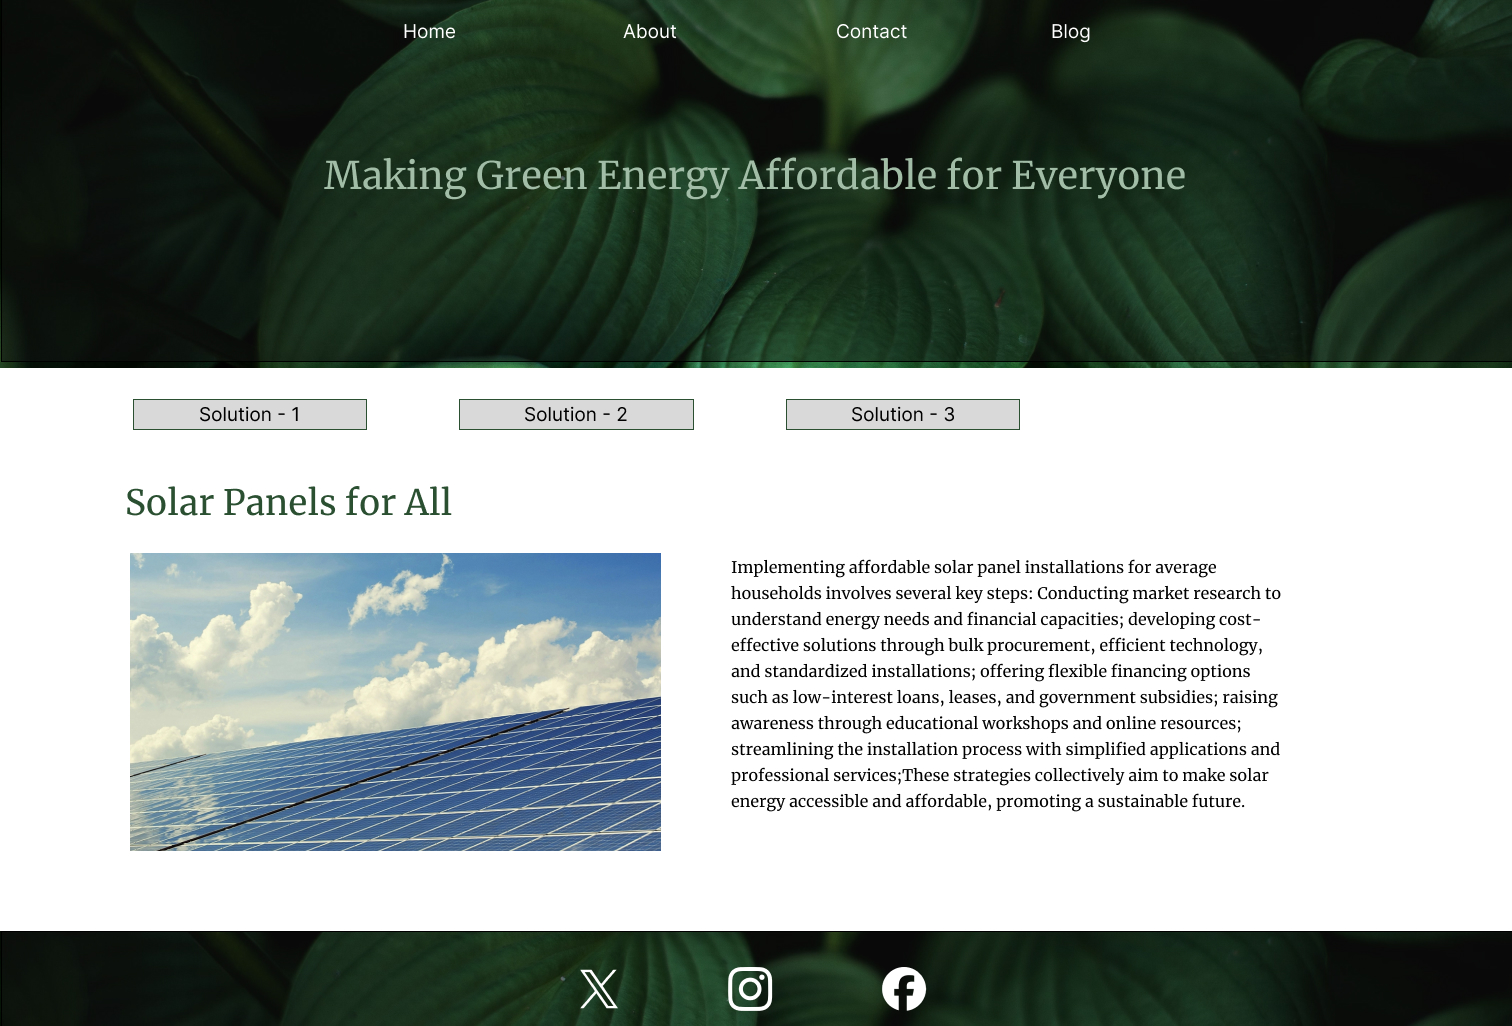 Home About Contact Blog
Making Green Energy Affordable for Everyone
Solution - 1 Solution - 2 Solution - 3
Solar Panels for All
Implementing affordable solar panel installations for average
households involves several key steps: Conducting market research to
understand energy needs and financial capacities; developing cost-
effective solutions through bulk procurement, efficient technology,
and standardized installations; offering flexible financing options
such as low-interest loans, leases, and government subsidies; raising
awareness through educational workshops and online resources;
streamlining the installation process with simplified applications and
professional services;These strategies collectively aim to make solar
energy accessible and affordable, promoting a sustainable future.